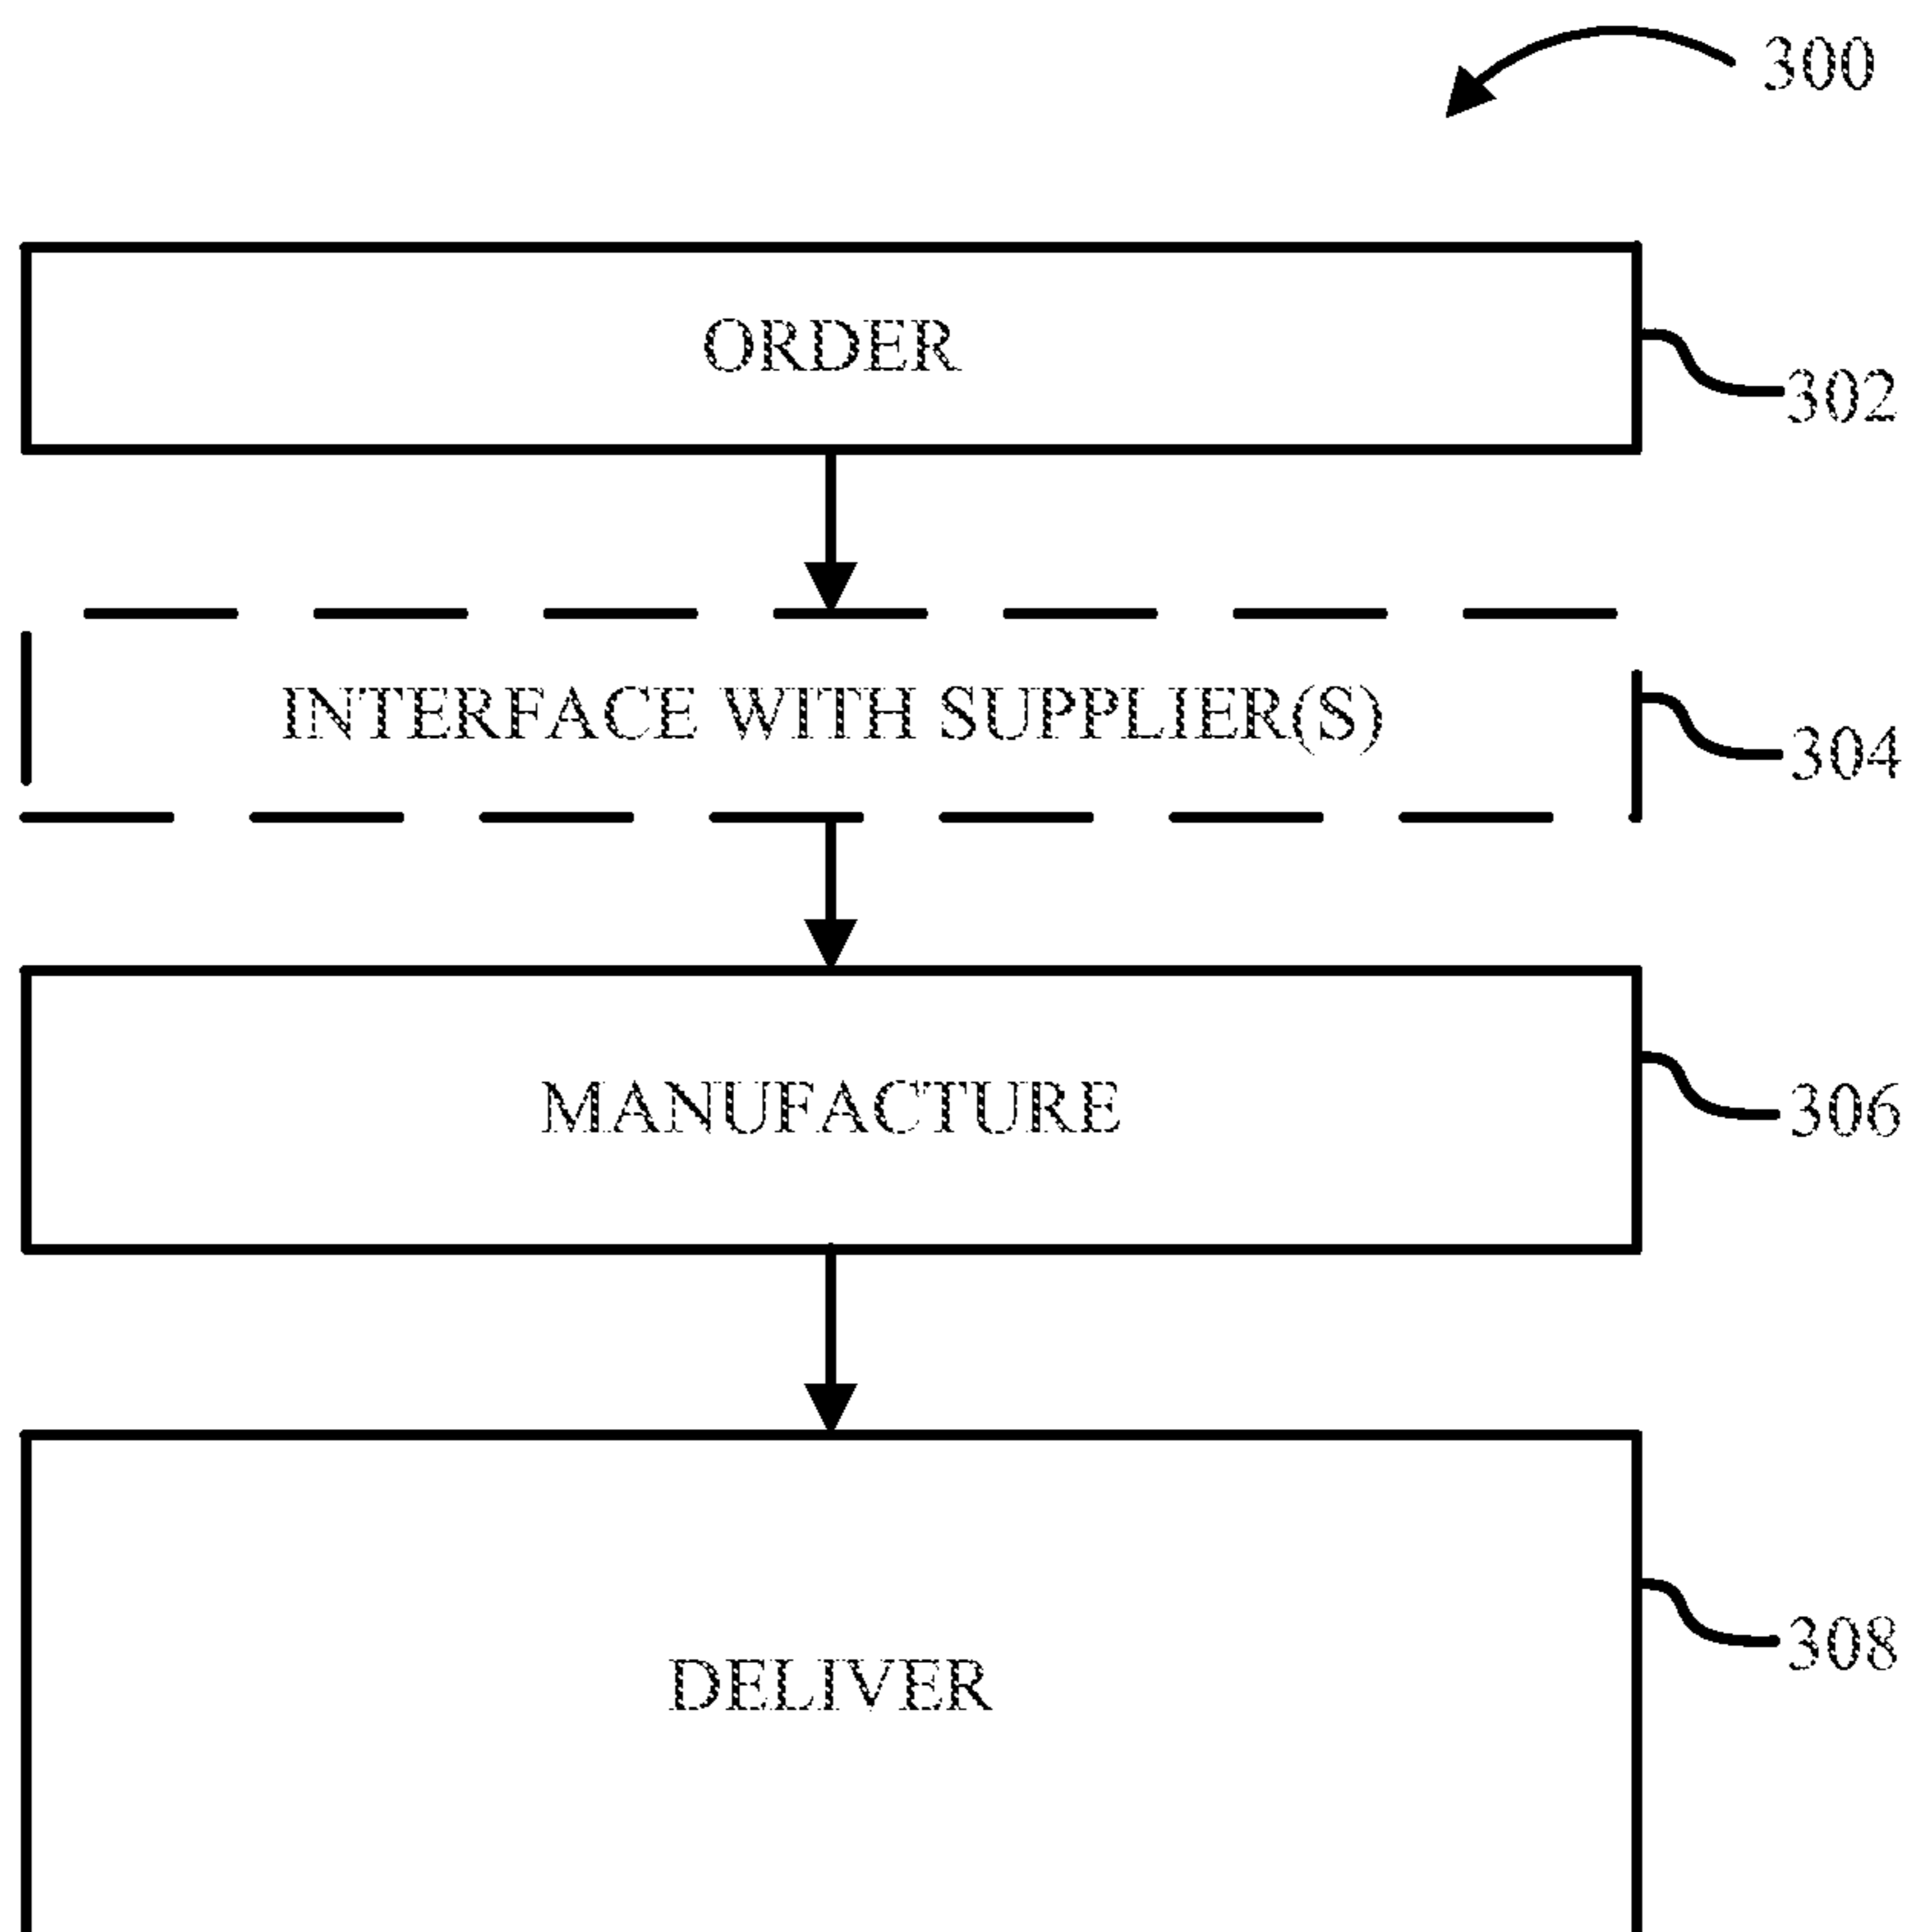 300
ORDER
302
INTERFACE WITH SUPPLIER(S)
304
MANUFACTURE
306
DELIVER
308